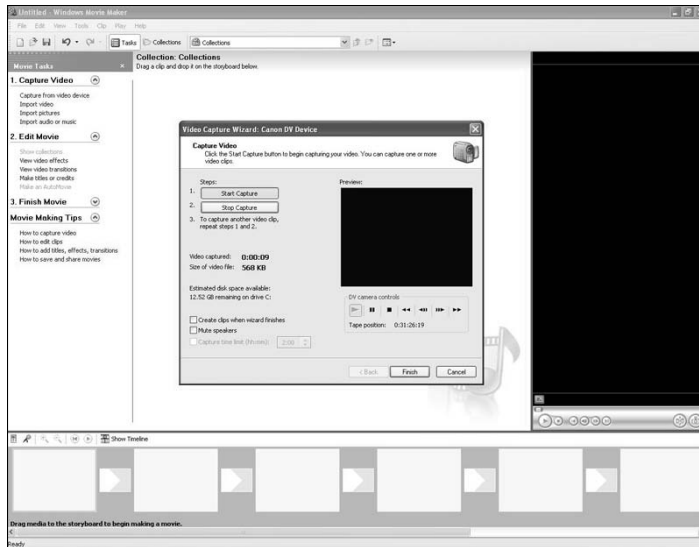 Untitled - Windows Movie Maker
File Edit View Tools Clip Play Help
Tasks Collections Collections
Movie Tasks
Collection: Collections
Drag a clip and drop it on the storyboard below.
1. Capture Video
Capture from video device
Import video
Import pictures
Import audio or music
2. Edit Movie
Show collections
View video effects
View video transitions
Make titles or credits
Make an AutoMovie
3. Finish Movie
Movie Making Tips
How to capture video
How to edit clips
How to add titles, effects, transitions
How to save and share movies
Video Capture Wizard: Canon DV Device
Capture Video
Click the Start Capture button to begin capturing your video. You can capture one or more
video clips.
Steps:
1. Start Capture
2. Stop Capture
3. To capture another video clip,
repeat steps 1 and 2.
Video captured: 0:00:09
Size of video file: 568 KB
Estimated disk space available:
12.52 GB remaining on drive C:
Create clips when wizard finishes
Mute speakers
Capture time limit (hh:mm): 2:00
Preview:
DV camera controls
Tape position: 0:31:26:19
< Back Finish Cancel
Show Timeline
Drag media to the storyboard to begin making a movie.
Ready